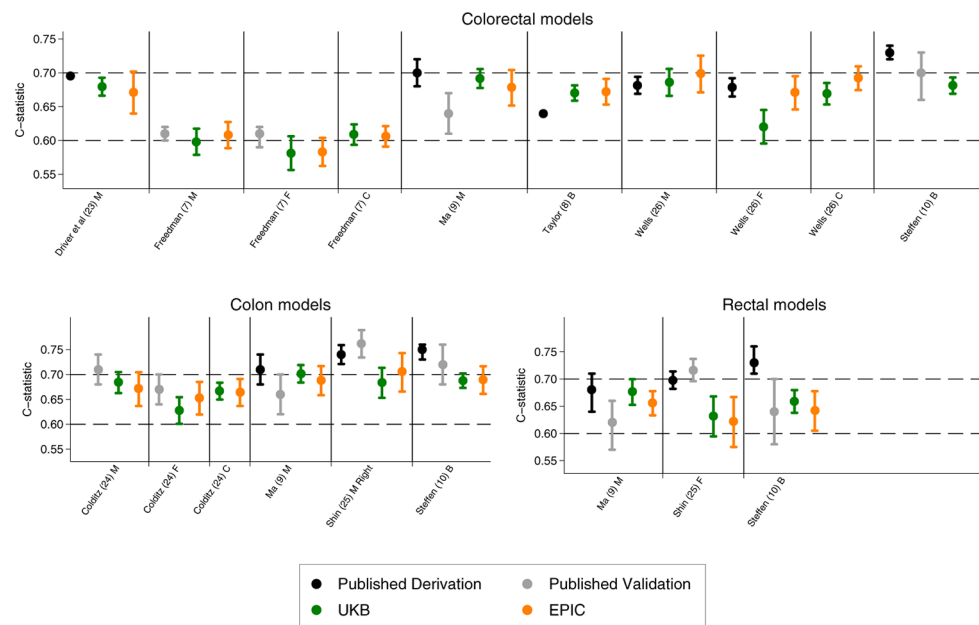 Colorectal models
C−statistic
0.75
0.70
0.65
0.60
0.55
Driver et al (23) M
Freedman (7) M
Freedman (7) F
Freedman (7) C
Ma (9) M
Taylor (8) B
Wells (26) M
Wells (26) F
Wells (26) C
Steffen (10) B
Colon models
C−statistic
0.75
0.70
0.65
0.60
0.55
Colditz (24) M
Colditz (24) F
Colditz (24) C
Ma (9) M
Shin (25) M Right
Steffen (10) B
Rectal models
C−statistic
0.75
0.70
0.65
0.60
0.55
Ma (9) M
Shin (25) F
Steffen (10) B
Published Derivation
Published Validation
UKB
EPIC